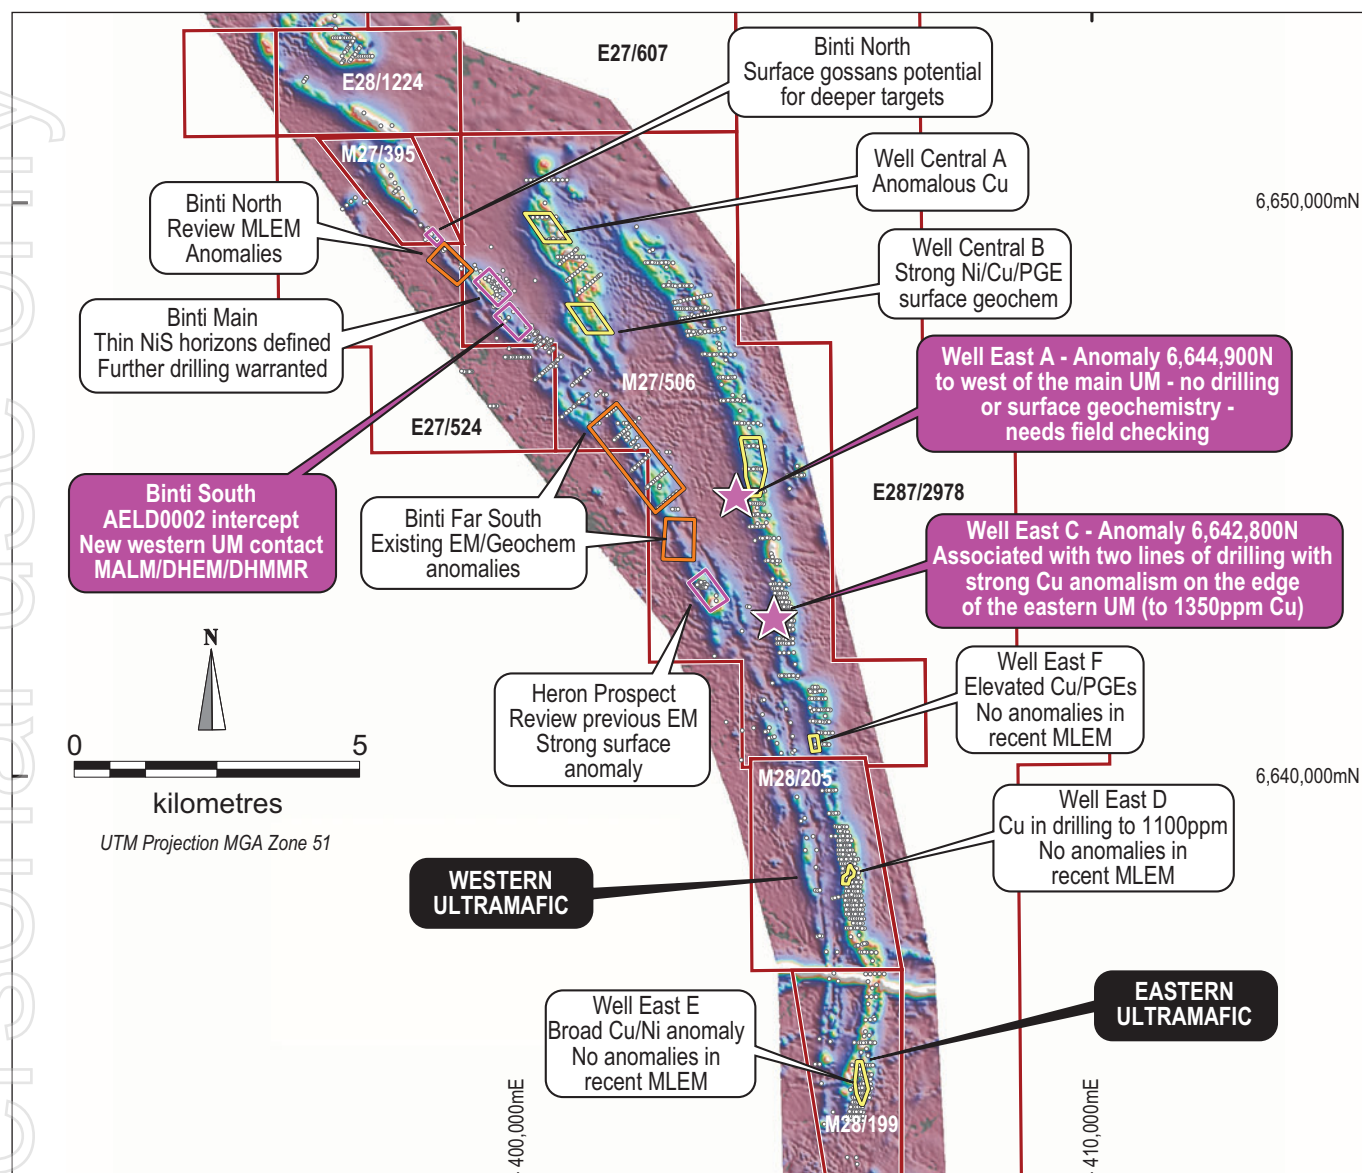 E27/607
Binti North
Surface gossans potential
for deeper targets
E28/1224
M27/395
Well Central A
Anomalous Cu
6,650,000mN
Binti North
Review MLEM
Anomalies
Well Central B
Strong Ni/Cu/PGE
surface geochem
Binti Main
Thin NiS horizons defined
Further drilling warranted
Well East A - Anomaly 6,644,900N
to west of the main UM - no drilling
or surface geochemistry -
needs field checking
M27/506
E27/524
Binti South
AELD0002 intercept
New western UM contact
MALM/DHEM/DHMMR
Binti Far South
Existing EM/Geochem
anomalies
E287/2978
Well East C - Anomaly 6,642,800N
Associated with two lines of drilling with
strong Cu anomalism on the edge
of the eastern UM (to 1350ppm Cu)
N
Heron Prospect
Review previous EM
Strong surface
anomaly
Well East F
Elevated Cu/PGEs
No anomalies in
recent MLEM
0 5
kilometres
UTM Projection MGA Zone 51
M28/205
6,640,000mN
Well East D
Cu in drilling to 1100ppm
No anomalies in
recent MLEM
WESTERN
ULTRAMAFIC
EASTERN
ULTRAMAFIC
Well East E
Broad Cu/Ni anomaly
No anomalies in
recent MLEM
M28/199
400,000mE
410,000mE